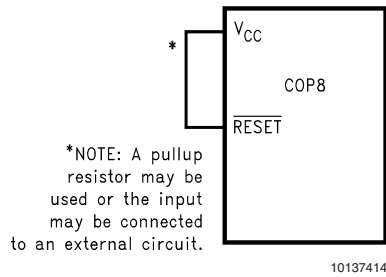 *
V_CC
COP8
RESET
*NOTE: A pullup
resistor may be
used or the input
may be connected
to an external circuit.
10137414